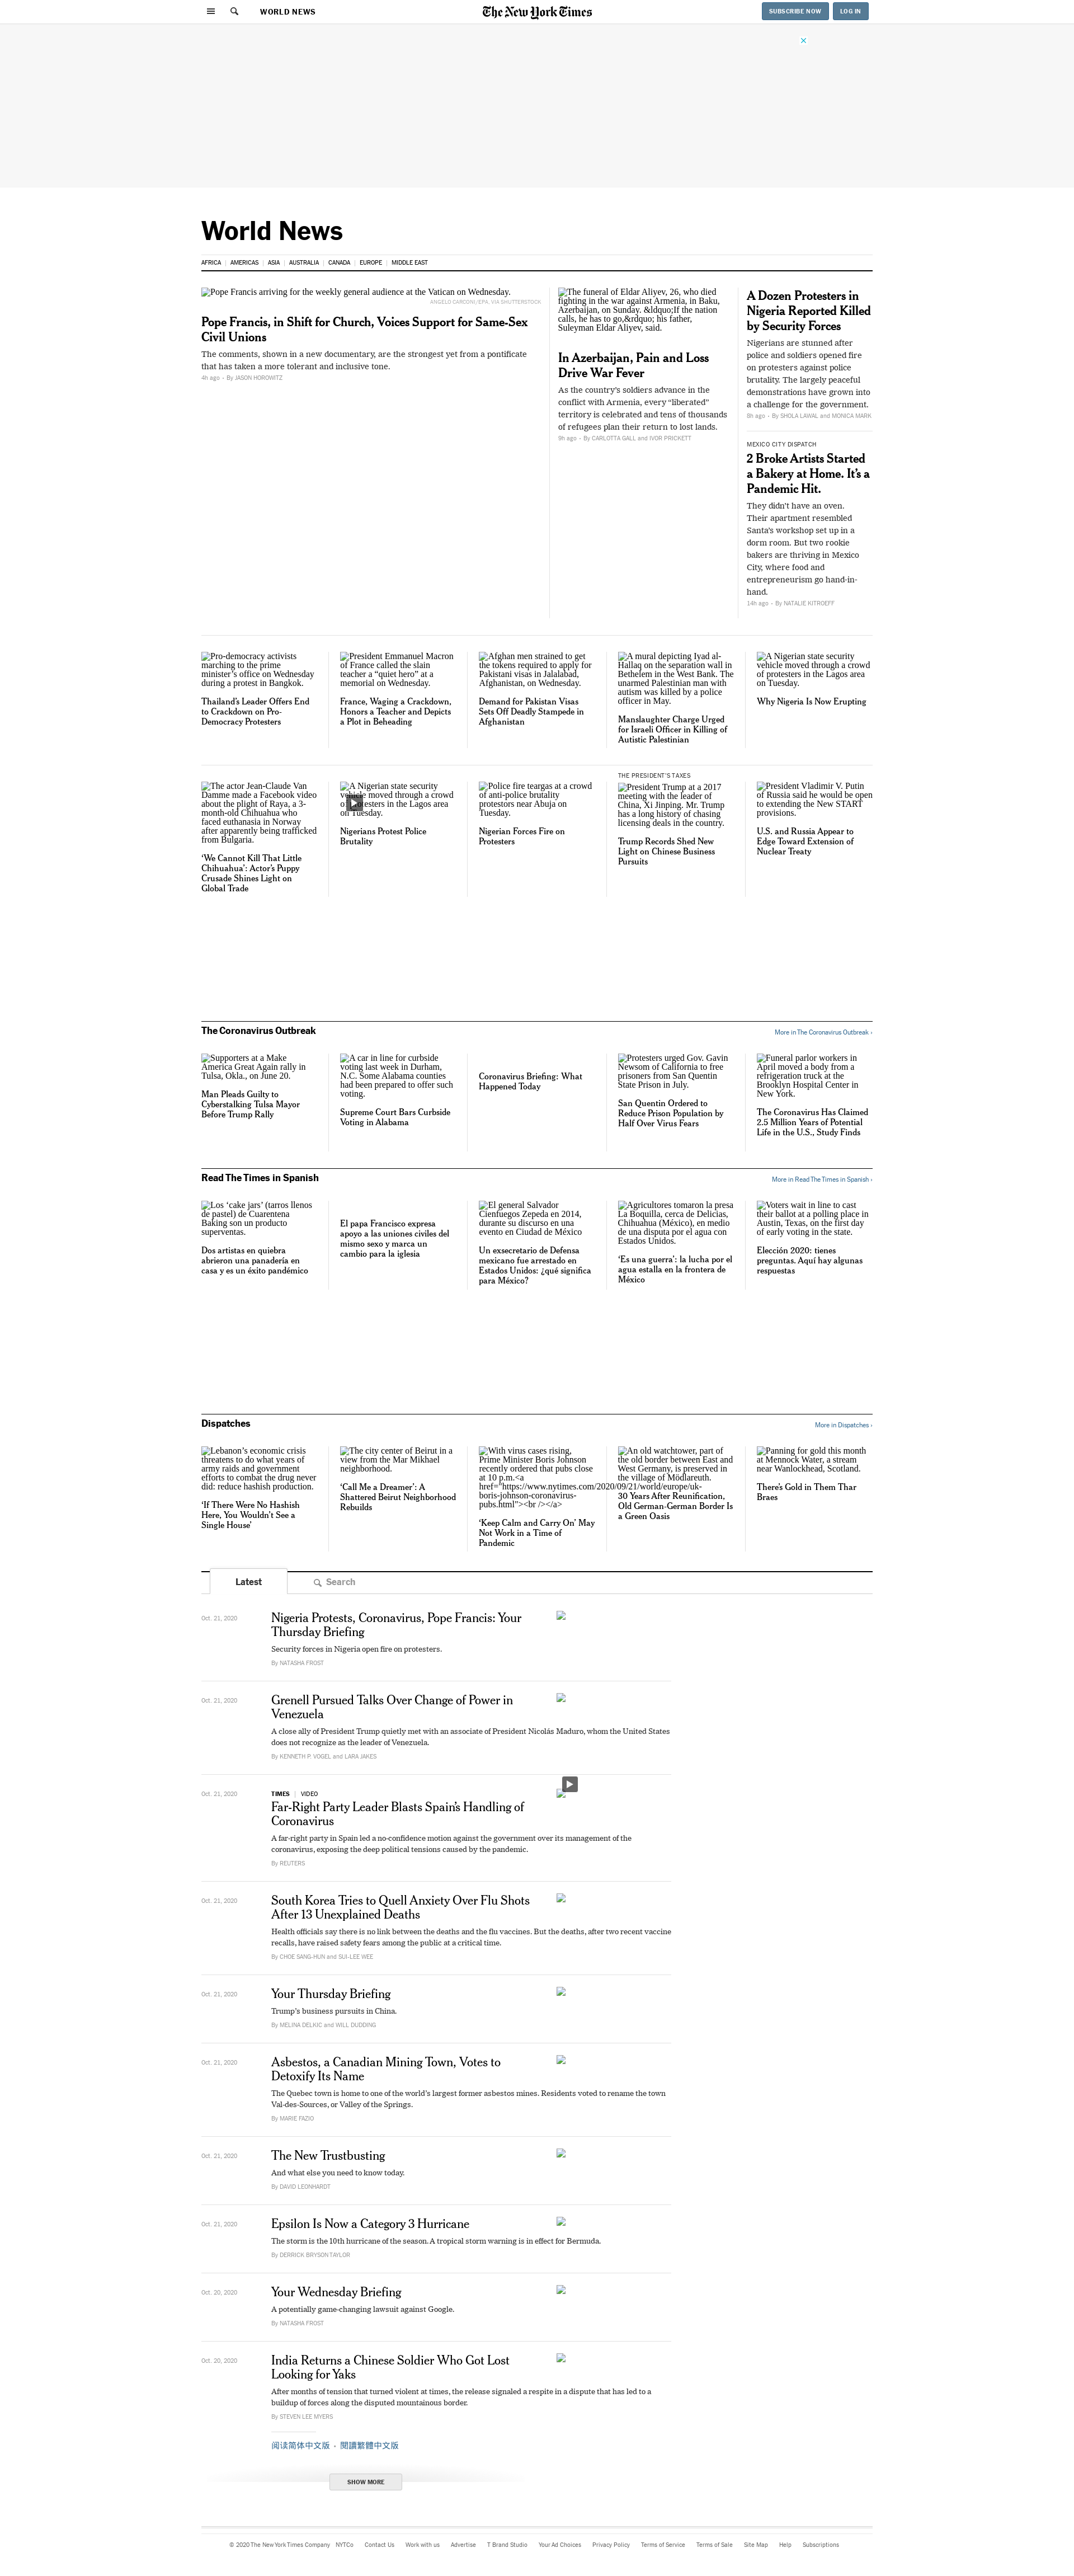 WORLD NEWS
The New York Times
SUBSCRIBE NOW
LOG IN
World News
AFRICA
AMERICAS
ASIA
AUSTRALIA
CANADA
EUROPE
MIDDLE EAST
Pope Francis arriving for the weekly general audience at the Vatican on Wednesday.
ANGELO CARCONI/EPA, VIA SHUTTERSTOCK
Pope Francis, in Shift for Church, Voices Support for Same-Sex
Civil Unions
The comments, shown in a new documentary, are the strongest yet from a pontificate
that has taken a more tolerant and inclusive tone.
4h ago - By JASON HOROWITZ
The funeral of Eldar Aliyev, 26, who died
fighting in the war against Armenia, in Baku,
Azerbaijan, on Sunday. &ldquo;If the nation
calls, he has to go,&rdquo; his father,
Suleyman Eldar Aliyev, said.
In Azerbaijan, Pain and Loss
Drive War Fever
As the country's soldiers advance in the
conflict with Armenia, every “liberated”
territory is celebrated and tens of thousands
of refugees plan their return to lost lands.
9h ago - By CARLOTTA GALL and IVOR PRICKETT
A Dozen Protesters in
Nigeria Reported Killed
by Security Forces
Nigerians are stunned after
police and soldiers opened fire
on protesters against police
brutality. The largely peaceful
demonstrations have grown into
a challenge for the government.
8h ago - By SHOLA LAWAL and MONICA MARK
MEXICO CITY DISPATCH
2 Broke Artists Started
a Bakery at Home. It’s a
Pandemic Hit.
They didn't have an oven.
Their apartment resembled
Santa's workshop set up in a
dorm room. But two rookie
bakers are thriving in Mexico
City, where food and
entrepreneurism go hand-in-
hand.
14h ago - By NATALIE KITROEFF
Pro-democracy activists
marching to the prime
minister’s office on Wednesday
during a protest in Bangkok.
Thailand’s Leader Offers End
to Crackdown on Pro-
Democracy Protesters
President Emmanuel Macron
of France called the slain
teacher a “quiet hero” at a
memorial on Wednesday.
France, Waging a Crackdown,
Honors a Teacher and Depicts
a Plot in Beheading
Afghan men strained to get
the tokens required to apply for
Pakistani visas in Jalalabad,
Afghanistan, on Wednesday.
Demand for Pakistan Visas
Sets Off Deadly Stampede in
Afghanistan
A mural depicting Iyad al-
Hallaq on the separation wall in
Bethelem in the West Bank. The
unarmed Palestinian man with
autism was killed by a police
officer in May.
Manslaughter Charge Urged
for Israeli Officer in Killing of
Autistic Palestinian
A Nigerian state security
vehicle moved through a crowd
of protesters in the Lagos area
on Tuesday.
Why Nigeria Is Now Erupting
The actor Jean-Claude Van
Damme made a Facebook video
about the plight of Raya, a 3-
month-old Chihuahua who
faced euthanasia in Norway
after apparently being trafficked
from Bulgaria.
‘We Cannot Kill That Little
Chihuahua’: Actor’s Puppy
Crusade Shines Light on
Global Trade
A Nigerian state security
vehicle moved through a crowd
of protesters in the Lagos area
on Tuesday.
Nigerians Protest Police
Brutality
Police fire teargas at a crowd
of anti-police brutality
protestors near Abuja on
Tuesday.
Nigerian Forces Fire on
Protesters
THE PRESIDENT’S TAXES
President Trump at a 2017
meeting with the leader of
China, Xi Jinping. Mr. Trump
has a long history of chasing
licensing deals in the country.
Trump Records Shed New
Light on Chinese Business
Pursuits
President Vladimir V. Putin
of Russia said he would be open
to extending the New START
provisions.
U.S. and Russia Appear to
Edge Toward Extension of
Nuclear Treaty
The Coronavirus Outbreak
More in The Coronavirus Outbreak ›
Supporters at a Make
America Great Again rally in
Tulsa, Okla., on June 20.
Man Pleads Guilty to
Cyberstalking Tulsa Mayor
Before Trump Rally
A car in line for curbside
voting last week in Durham,
N.C. Some Alabama counties
had been prepared to offer such
voting.
Supreme Court Bars Curbside
Voting in Alabama
Coronavirus Briefing: What
Happened Today
Protesters urged Gov. Gavin
Newsom of California to free
prisoners from San Quentin
State Prison in July.
San Quentin Ordered to
Reduce Prison Population by
Half Over Virus Fears
Funeral parlor workers in
April moved a body from a
refrigeration truck at the
Brooklyn Hospital Center in
New York.
The Coronavirus Has Claimed
2.5 Million Years of Potential
Life in the U.S., Study Finds
Read The Times in Spanish
More in Read The Times in Spanish ›
Los ‘cake jars’ (tarros llenos
de pastel) de Cuarentena
Baking son un producto
superventas.
Dos artistas en quiebra
abrieron una panadería en
casa y es un éxito pandémico
El papa Francisco expresa
apoyo a las uniones civiles del
mismo sexo y marca un
cambio para la iglesia
El general Salvador
Cienfuegos Zepeda en 2014,
durante su discurso en una
evento en Ciudad de México
Un exsecretario de Defensa
mexicano fue arrestado en
Estados Unidos: ¿qué significa
para México?
Agricultores tomaron la presa
La Boquilla, cerca de Delicias,
Chihuahua (México), en medio
de una disputa por el agua con
Estados Unidos.
‘Es una guerra’: la lucha por el
agua estalla en la frontera de
México
Voters wait in line to cast
their ballot at a polling place in
Austin, Texas, on the first day
of early voting in the state.
Elección 2020: tienes
preguntas. Aquí hay algunas
respuestas
Dispatches
More in Dispatches ›
Lebanon’s economic crisis
threatens to do what years of
army raids and government
efforts to combat the drug never
did: reduce hashish production.
‘If There Were No Hashish
Here, You Wouldn’t See a
Single House’
The city center of Beirut in a
view from the Mar Mikhael
neighborhood.
‘Call Me a Dreamer’: A
Shattered Beirut Neighborhood
Rebuilds
With virus cases rising,
Prime Minister Boris Johnson
recently ordered that pubs close
at 10 p.m.<a
href="https://www.nytimes.com/2020/09/21/world/europe/uk-
boris-johnson-coronavirus-
pubs.html"><br /></a>
‘Keep Calm and Carry On’ May
Not Work in a Time of
Pandemic
An old watchtower, part of
the old border between East and
West Germany, is preserved in
the village of Mödlareuth.
30 Years After Reunification,
Old German-German Border Is
a Green Oasis
Panning for gold this month
at Mennock Water, a stream
near Wanlockhead, Scotland.
There’s Gold in Them Thar
Braes
Latest
Search
Oct. 21, 2020
Nigeria Protests, Coronavirus, Pope Francis: Your
Thursday Briefing
Security forces in Nigeria open fire on protesters.
By NATASHA FROST
Oct. 21, 2020
Grenell Pursued Talks Over Change of Power in
Venezuela
A close ally of President Trump quietly met with an associate of President Nicolás Maduro, whom the United States
does not recognize as the leader of Venezuela.
By KENNETH P. VOGEL and LARA JAKES
Oct. 21, 2020
TIMES | VIDEO
Far-Right Party Leader Blasts Spain’s Handling of
Coronavirus
A far-right party in Spain led a no-confidence motion against the government over its management of the
coronavirus, exposing the deep political tensions caused by the pandemic.
By REUTERS
Oct. 21, 2020
South Korea Tries to Quell Anxiety Over Flu Shots
After 13 Unexplained Deaths
Health officials say there is no link between the deaths and the flu vaccines. But the deaths, after two recent vaccine
recalls, have raised safety fears among the public at a critical time.
By CHOE SANG-HUN and SUI-LEE WEE
Oct. 21, 2020
Your Thursday Briefing
Trump’s business pursuits in China.
By MELINA DELKIC and WILL DUDDING
Oct. 21, 2020
Asbestos, a Canadian Mining Town, Votes to
Detoxify Its Name
The Quebec town is home to one of the world’s largest former asbestos mines. Residents voted to rename the town
Val-des-Sources, or Valley of the Springs.
By MARIE FAZIO
Oct. 21, 2020
The New Trustbusting
And what else you need to know today.
By DAVID LEONHARDT
Oct. 21, 2020
Epsilon Is Now a Category 3 Hurricane
The storm is the 10th hurricane of the season. A tropical storm warning is in effect for Bermuda.
By DERRICK BRYSON TAYLOR
Oct. 20, 2020
Your Wednesday Briefing
A potentially game-changing lawsuit against Google.
By NATASHA FROST
Oct. 20, 2020
India Returns a Chinese Soldier Who Got Lost
Looking for Yaks
After months of tension that turned violent at times, the release signaled a respite in a dispute that has led to a
buildup of forces along the disputed mountainous border.
By STEVEN LEE MYERS
阅读简体中文版 · 閱讀繁體中文版
SHOW MORE
© 2020 The New York Times Company
NYTCo
Contact Us
Work with us
Advertise
T Brand Studio
Your Ad Choices
Privacy Policy
Terms of Service
Terms of Sale
Site Map
Help
Subscriptions